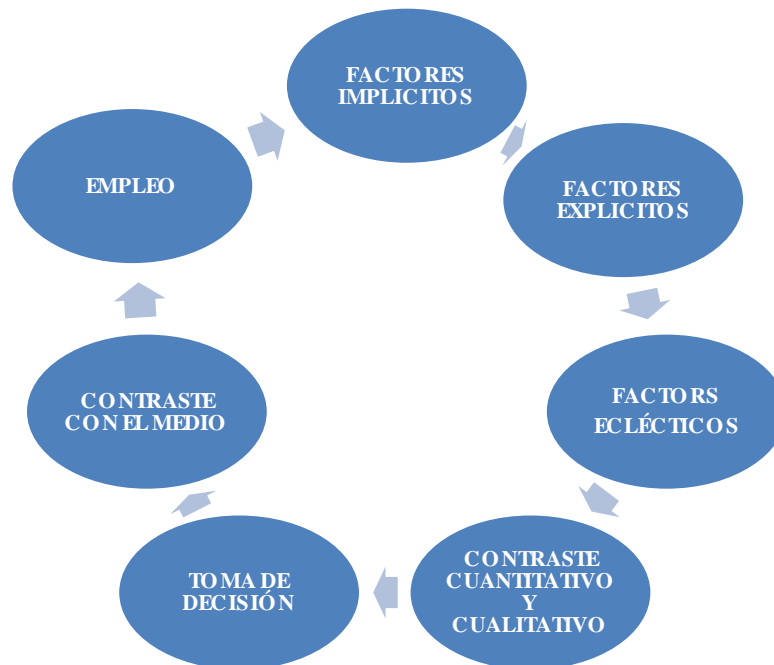 FACTORES
IMPLICITOS
FACTORES
EXPLICITOS
FACTORS
ECLÉCTICOS
CONTRASTE
CUANTITATIVO
Y
CUALITATIVO
TOMA DE
DECISIÓN
CONTRASTE
CON EL MEDIO
EMPLEO